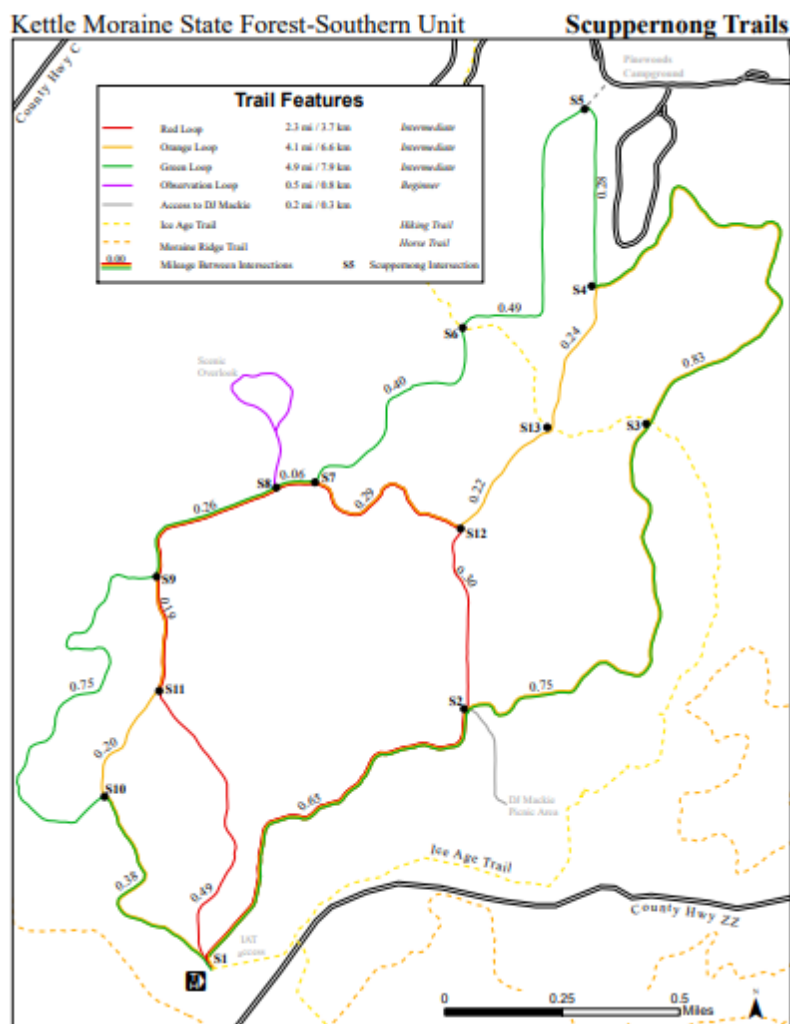 Kettle Moraine State Forest-Southern Unit Scuppernong Trails
County Hwy C
Pinewoods
Campground
Trail Features
Red Loop 2.3 mi / 3.7 km Intermediate
Orange Loop 4.1 mi / 6.6 km Intermediate
Green Loop 4.9 mi / 7.9 km Intermediate
Observation Loop 0.5 mi / 0.8 km Beginner
Access to DJ Mackie 0.2 mi / 0.3 km
Ice Age Trail Hiking Trail
Moraine Ridge Trail Horse Trail
0.00 Mileage Between Intersections S5 Scuppernong Intersection
S5
0.28
S4
0.49
S6
0.24
0.83
Scenic
Overlook
0.40
S13
S3
S8
0.06
S7
0.22
0.29
0.26
S12
S9
0.30
0.19
0.75
S11
0.75
S2
0.20
S10
DJ Mackie
Picnic Area
Ice Age Trail
0.38
0.49
County Hwy ZZ
IAT
access
S1
N
0 0.25 0.5
Miles